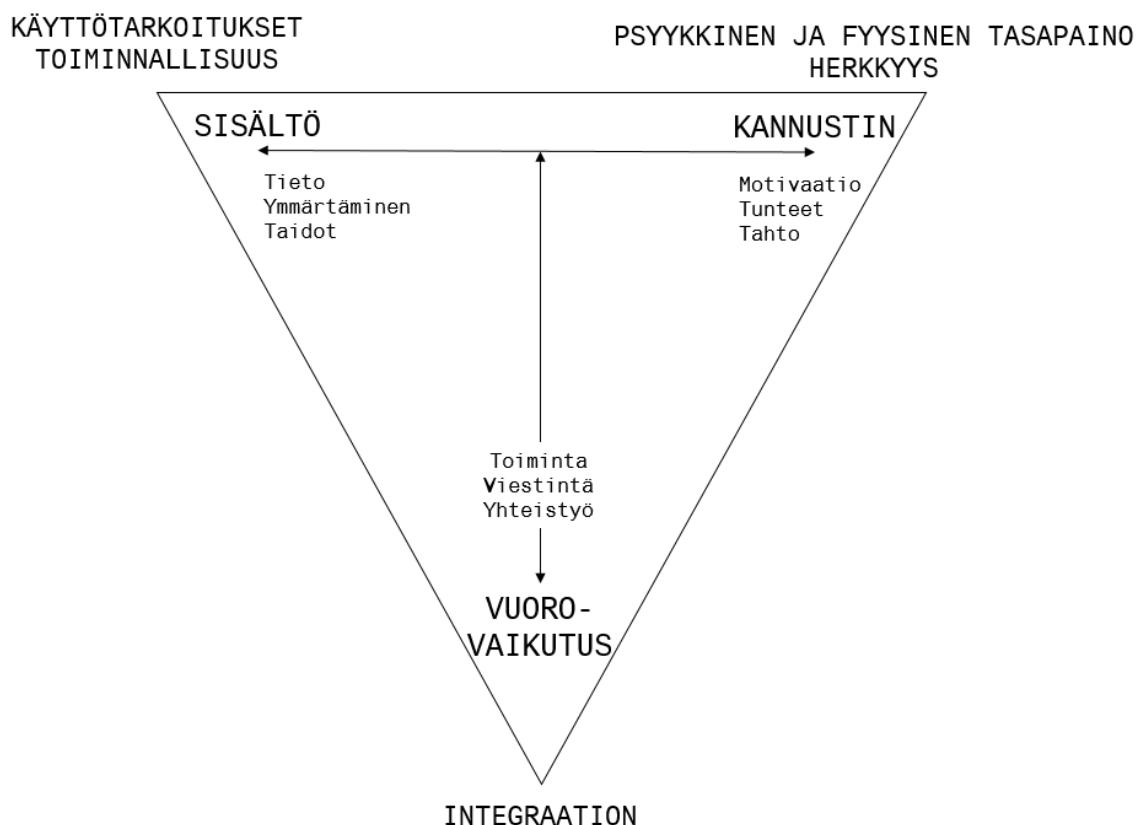 KÄYTTÖTARKOITUKSET
TOIMINNALLISUUS
PSYYKKINEN JA FYYSINEN TASAPAINO
HERKKYYS
SISÄLTÖ
KANNUSTIN
Tieto
Ymmärtäminen
Taidot
Motivaatio
Tunteet
Tahto
Toiminta
Viestintä
Yhteistyö
VUORO-
VAIKUTUS
INTEGRAATION